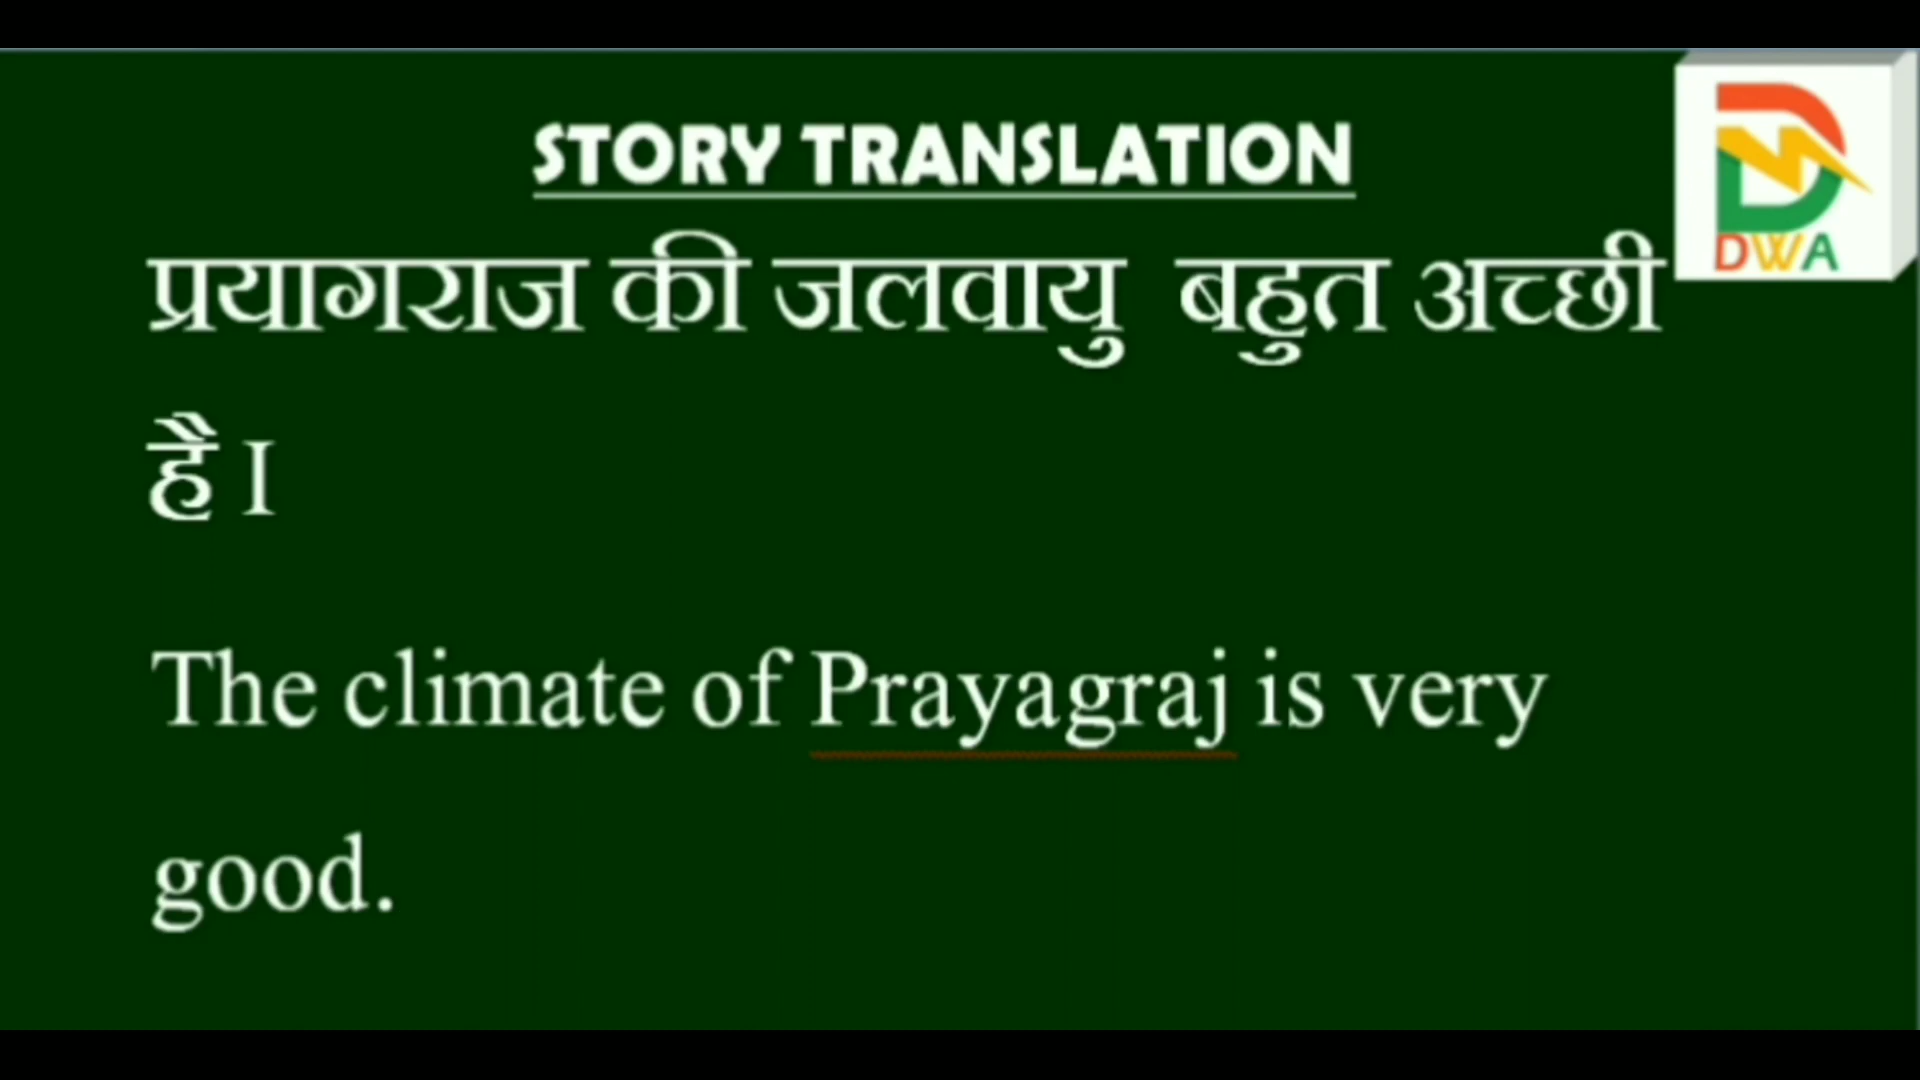 STORY TRANSLATION
प्रयागराज की जलवायु बहुत अच्छी
है I
The climate of Prayagraj is very
good.
DWA